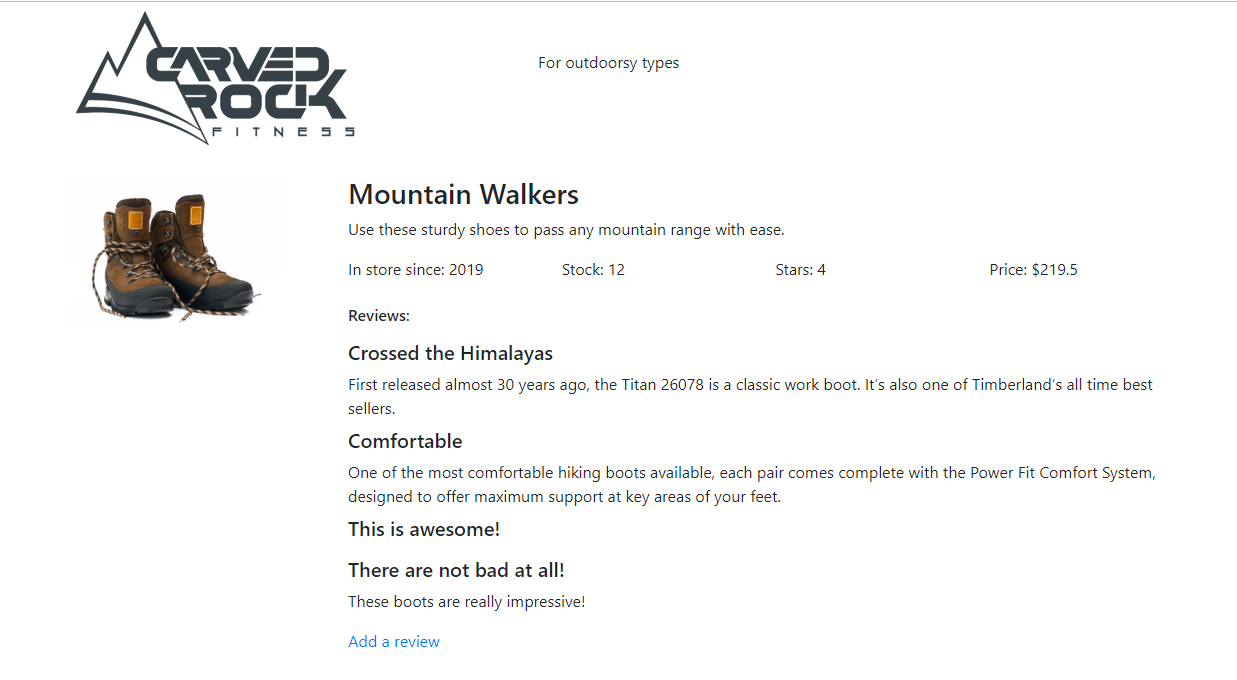 CARVED
ROCK
FITNESS
For outdoorsy types
Mountain Walkers
Use these sturdy shoes to pass any mountain range with ease.
In store since: 2019 Stock: 12 Stars: 4 Price: $219.5
Reviews:
Crossed the Himalayas
First released almost 30 years ago, the Titan 26078 is a classic work boot. It’s also one of Timberland’s all time best
sellers.
Comfortable
One of the most comfortable hiking boots available, each pair comes complete with the Power Fit Comfort System,
designed to offer maximum support at key areas of your feet.
This is awesome!
There are not bad at all!
These boots are really impressive!
Add a review